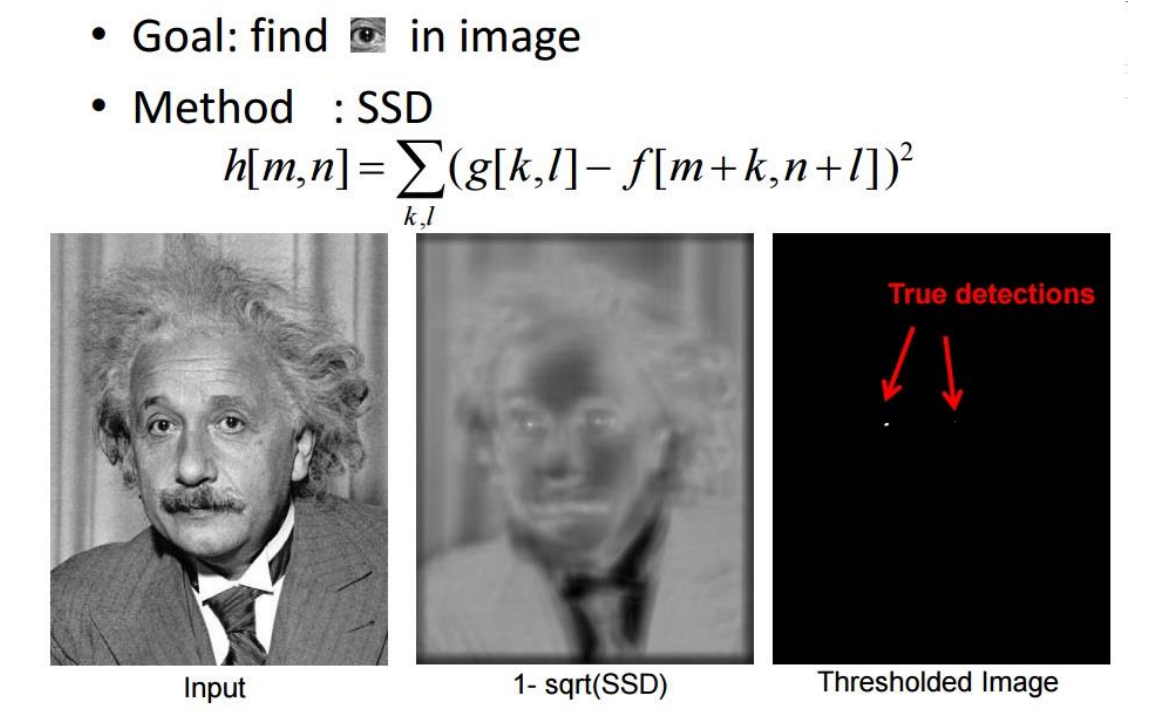 • Goal: find in image
• Method : SSD
h[m,n] = ∑(g[k,l] − f[m+k,n+l])²
k,l
True detections
Input
1- sqrt(SSD)
Thresholded Image